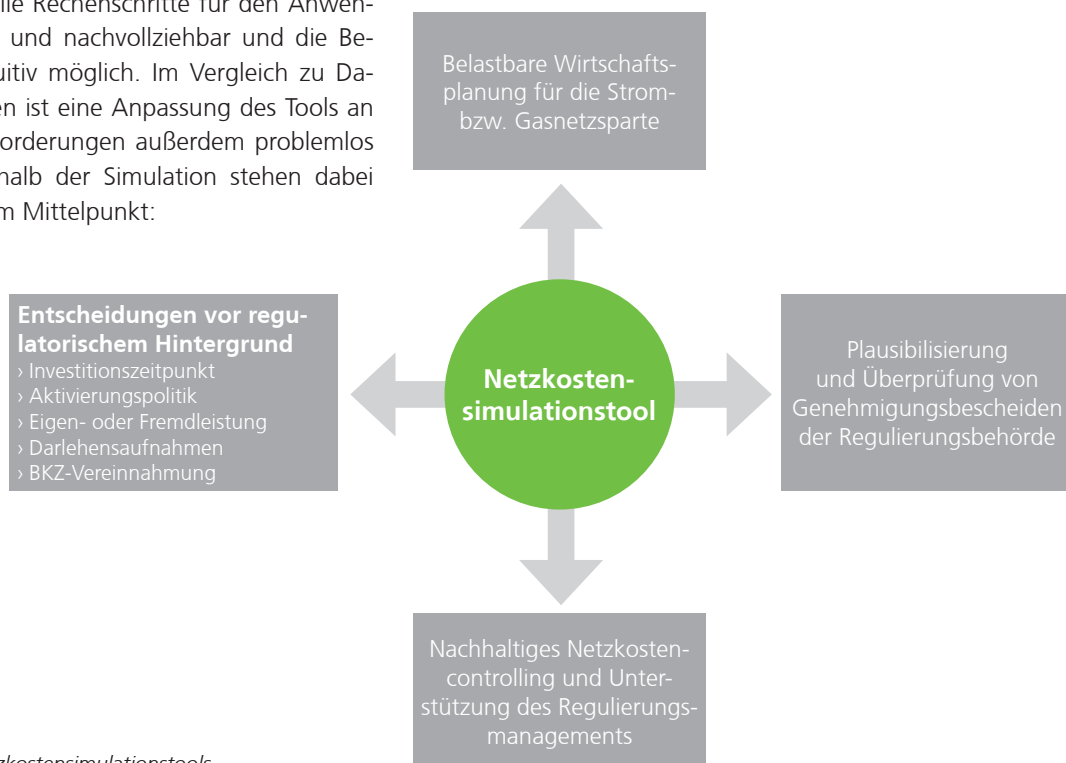 lle Rechenschritte für den Anwen-
und nachvollziehbar und die Be-
uitiv möglich. Im Vergleich zu Da-
en ist eine Anpassung des Tools an
orderungen außerdem problemlos
halb der Simulation stehen dabei
m Mittelpunkt:
Belastbare Wirtschafts-
planung für die Strom-
bzw. Gasnetzsparte
Entscheidungen vor regu-
latorischem Hintergrund
› Investitionszeitpunkt
› Aktivierungspolitik
› Eigen- oder Fremdleistung
› Darlehensaufnahmen
› BKZ-Vereinnahmung
Netzkosten-
simulationstool
Plausibilisierung
und Überprüfung von
Genehmigungsbescheiden
der Regulierungsbehörde
Nachhaltiges Netzkosten-
controlling und Unter-
stützung des Regulierungs-
managements
zkostensimulationstools